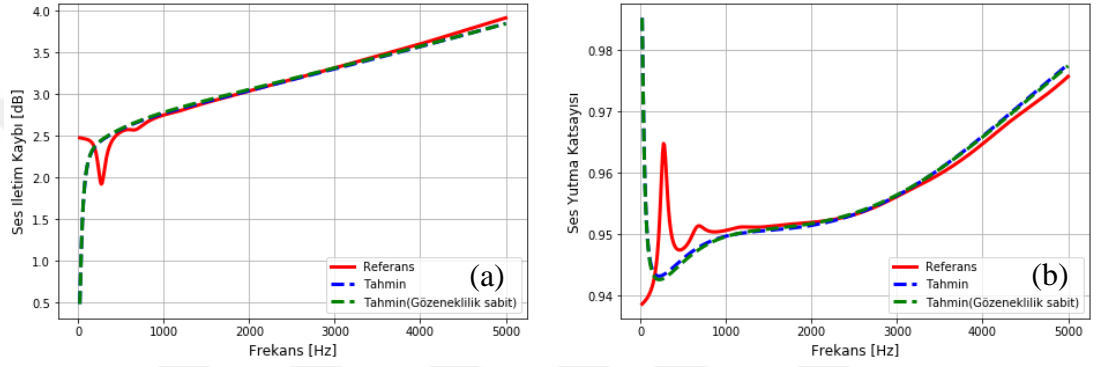 4.0
3.5
3.0
2.5
2.0
1.5
1.0
0.5
Ses Iletim Kaybı [dB]
0 1000 2000 3000 4000 5000
Frekans [Hz]
Referans
Tahmin
Tahmin(Gözeneklilik sabit)
(a)
0.98
0.97
0.96
0.95
0.94
Ses Yutma Katsayısı
0 1000 2000 3000 4000 5000
Frekans [Hz]
Referans
Tahmin
Tahmin(Gözeneklilik sabit)
(b)